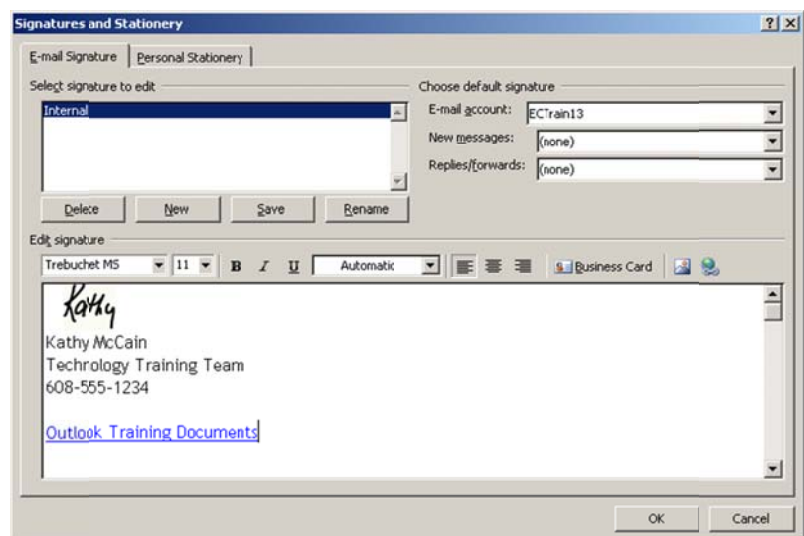 Signatures and Stationery
E-mail Signature Personal Stationery
Select signature to edit
Choose default signature
Internal
E-mail account: ECTrain13
New messages: (none)
Replies/forwards: (none)
Delete New Save Rename
Edit signature
Trebuchet MS 11 B I U Automatic Business Card
Kathy
Kathy McCain
Technology Training Team
608-555-1234
Outlook Training Documents
OK Cancel